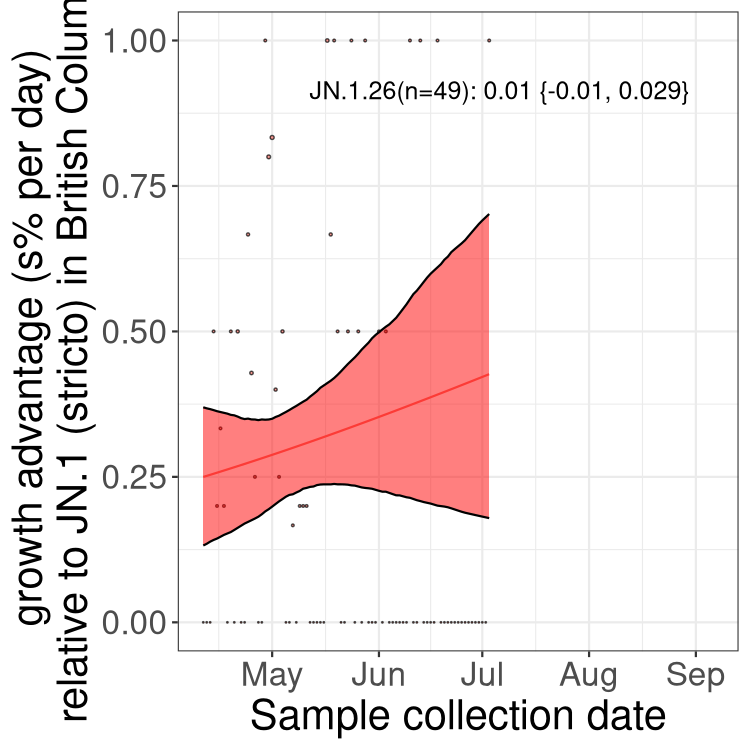 growth advantage (s% per day)
relative to JN.1 (stricto) in British Colum
1.00
0.75
0.50
0.25
0.00
JN.1.26(n=49): 0.01 {-0.01, 0.029}
May Jun Jul Aug Sep
Sample collection date